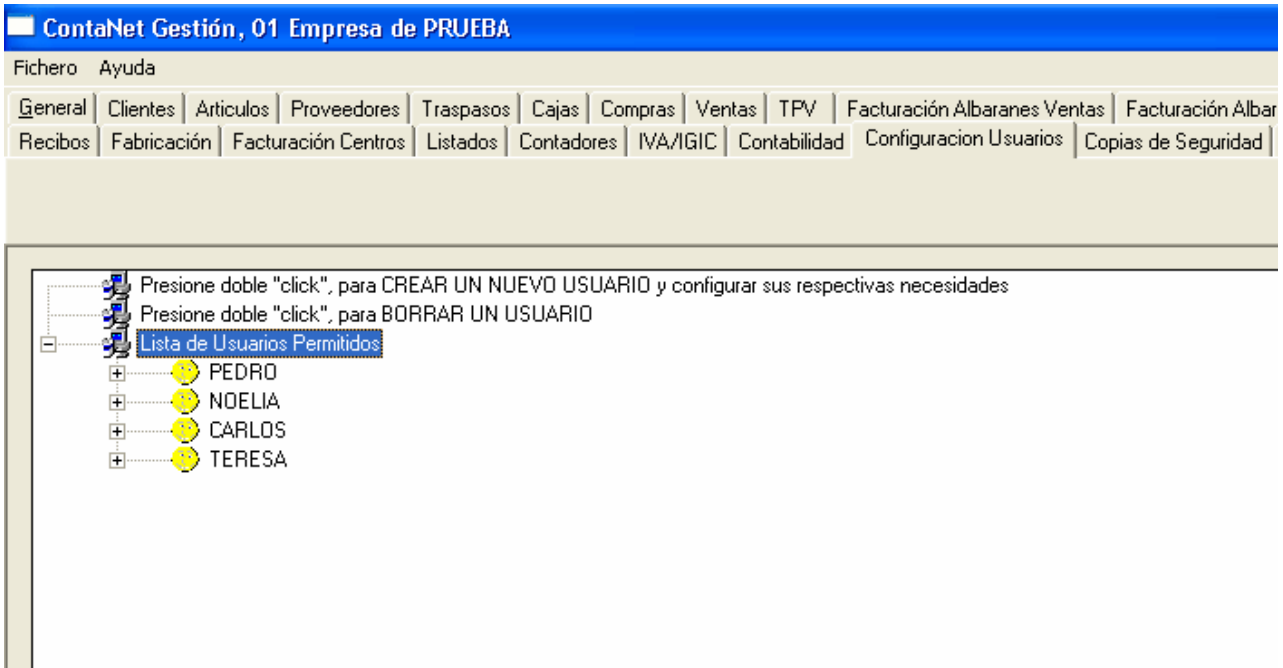 ContaNet Gestión, 01 Empresa de PRUEBA
Fichero Ayuda
General Clientes Articulos Proveedores Traspasos Cajas Compras Ventas TPV Facturación Albaranes Ventas Facturación Albar
Recibos Fabricación Facturación Centros Listados Contadores IVA/IGIC Contabilidad Configuracion Usuarios Copias de Seguridad
Presione doble "click", para CREAR UN NUEVO USUARIO y configurar sus respectivas necesidades
Presione doble "click", para BORRAR UN USUARIO
Lista de Usuarios Permitidos
PEDRO
NOELIA
CARLOS
TERESA